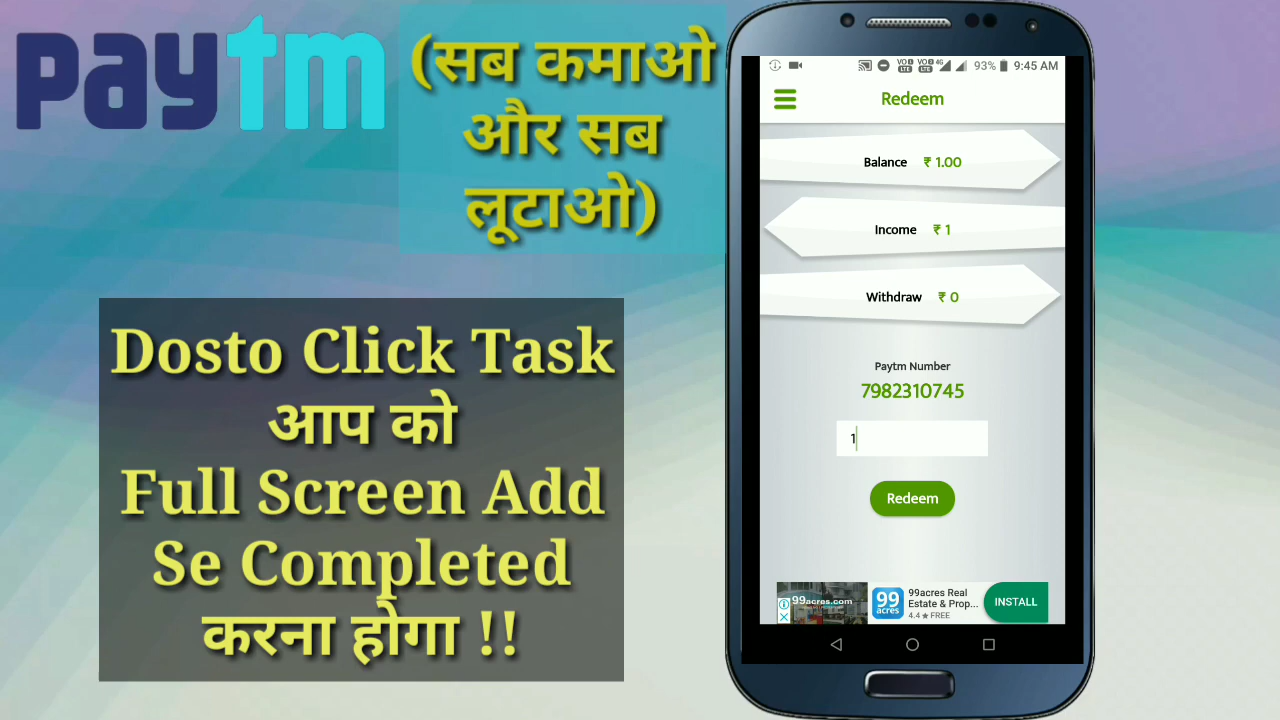 paytm
(सब कमाओ
और सब
लूटाओ)
Dosto Click Task
आप को
Full Screen Add
Se Completed
करना होगा !!
93% 9:45 AM
Redeem
Balance ₹ 1.00
Income ₹ 1
Withdraw ₹ 0
Paytm Number
7982310745
1
Redeem
99acres.com
99
acres
99acres Real
Estate & Prop...
4.4 ★ FREE
INSTALL